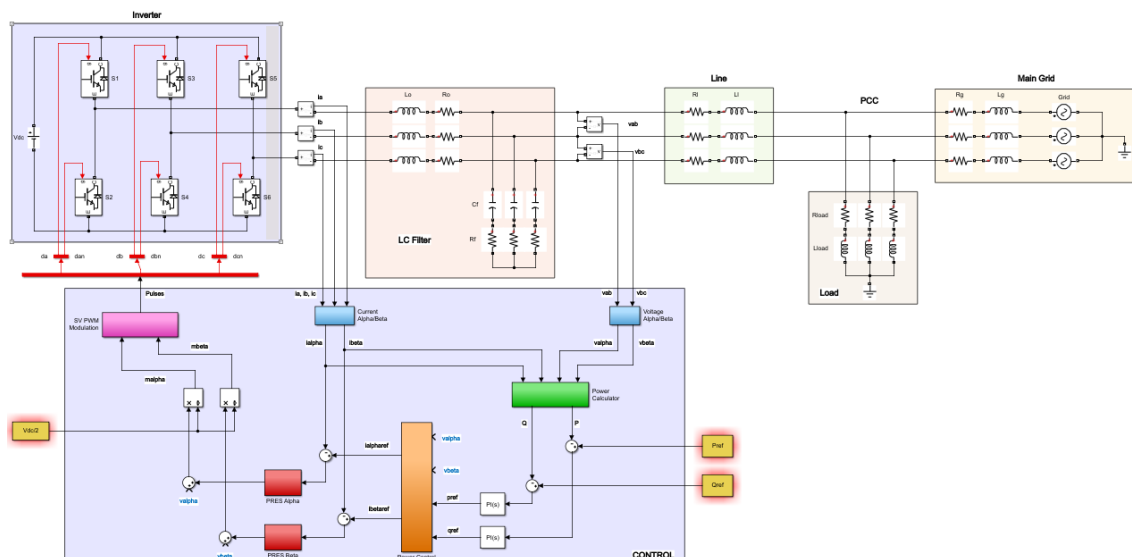 Inverter
S1
S3
S5
Vdc
S2
S4
S6
da
dan
db
dbn
dc
dcn
Pulses
Ia
Ib
Ic
Lo
Ro
Cf
Rf
LC Filter
vab
vbc
Line
Rl
Ll
PCC
Main Grid
Rg
Lg
Grid
Rload
Lload
Load
SV PWM
Modulation
mbeta
malpha
Vdc/2
ia, ib, ic
Current
Alpha/Beta
ialpha
ibeta
vab
vbc
Voltage
Alpha/Beta
valpha
vbeta
Power
Calculator
Q
P
Pref
Qref
ialpharef
valpha
vbeta
pref
PI(s)
qref
PI(s)
ibetaref
PRES Alpha
valpha
PRES Beta
vbeta
CONTROL